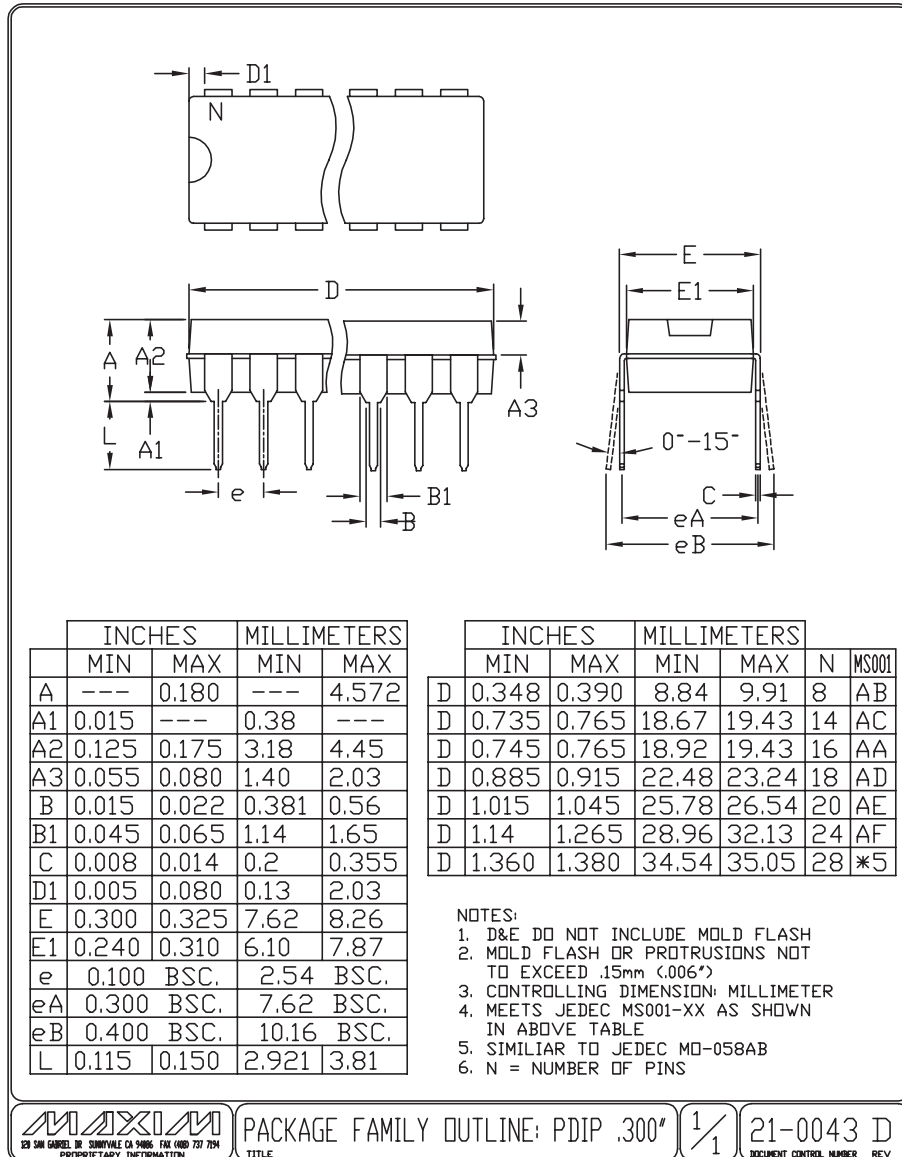 D1
N
E
E1
D
A
A2
A3
L
A1
0°-15°
e
B1
B
C
eA
eB
INCHES MILLIMETERS
MIN MAX MIN MAX
A --- 0.180 --- 4.572
A1 0.015 --- 0.38 ---
A2 0.125 0.175 3.18 4.45
A3 0.055 0.080 1.40 2.03
B 0.015 0.022 0.381 0.56
B1 0.045 0.065 1.14 1.65
C 0.008 0.014 0.2 0.355
D1 0.005 0.080 0.13 2.03
E 0.300 0.325 7.62 8.26
E1 0.240 0.310 6.10 7.87
e 0.100 BSC. 2.54 BSC.
eA 0.300 BSC. 7.62 BSC.
eB 0.400 BSC. 10.16 BSC.
L 0.115 0.150 2.921 3.81
INCHES MILLIMETERS
MIN MAX MIN MAX N MS001
D 0.348 0.390 8.84 9.91 8 AB
D 0.735 0.765 18.67 19.43 14 AC
D 0.745 0.765 18.92 19.43 16 AA
D 0.885 0.915 22.48 23.24 18 AD
D 1.015 1.045 25.78 26.54 20 AE
D 1.14 1.265 28.96 32.13 24 AF
D 1.360 1.380 34.54 35.05 28 *5
NOTES:
1. D&E DO NOT INCLUDE MOLD FLASH
2. MOLD FLASH OR PROTRUSIONS NOT
TO EXCEED .15mm (.006")
3. CONTROLLING DIMENSION: MILLIMETER
4. MEETS JEDEC MS001-XX AS SHOWN
IN ABOVE TABLE
5. SIMILIAR TO JEDEC MO-058AB
6. N = NUMBER OF PINS
MAXIM
120 SAN GABRIEL DR SUNNYVALE CA 94086 FAX (408) 737 7194
PROPRIETARY INFORMATION
PACKAGE FAMILY OUTLINE: PDIP .300"
TITLE
1/1
21-0043 D
DOCUMENT CONTROL NUMBER REV